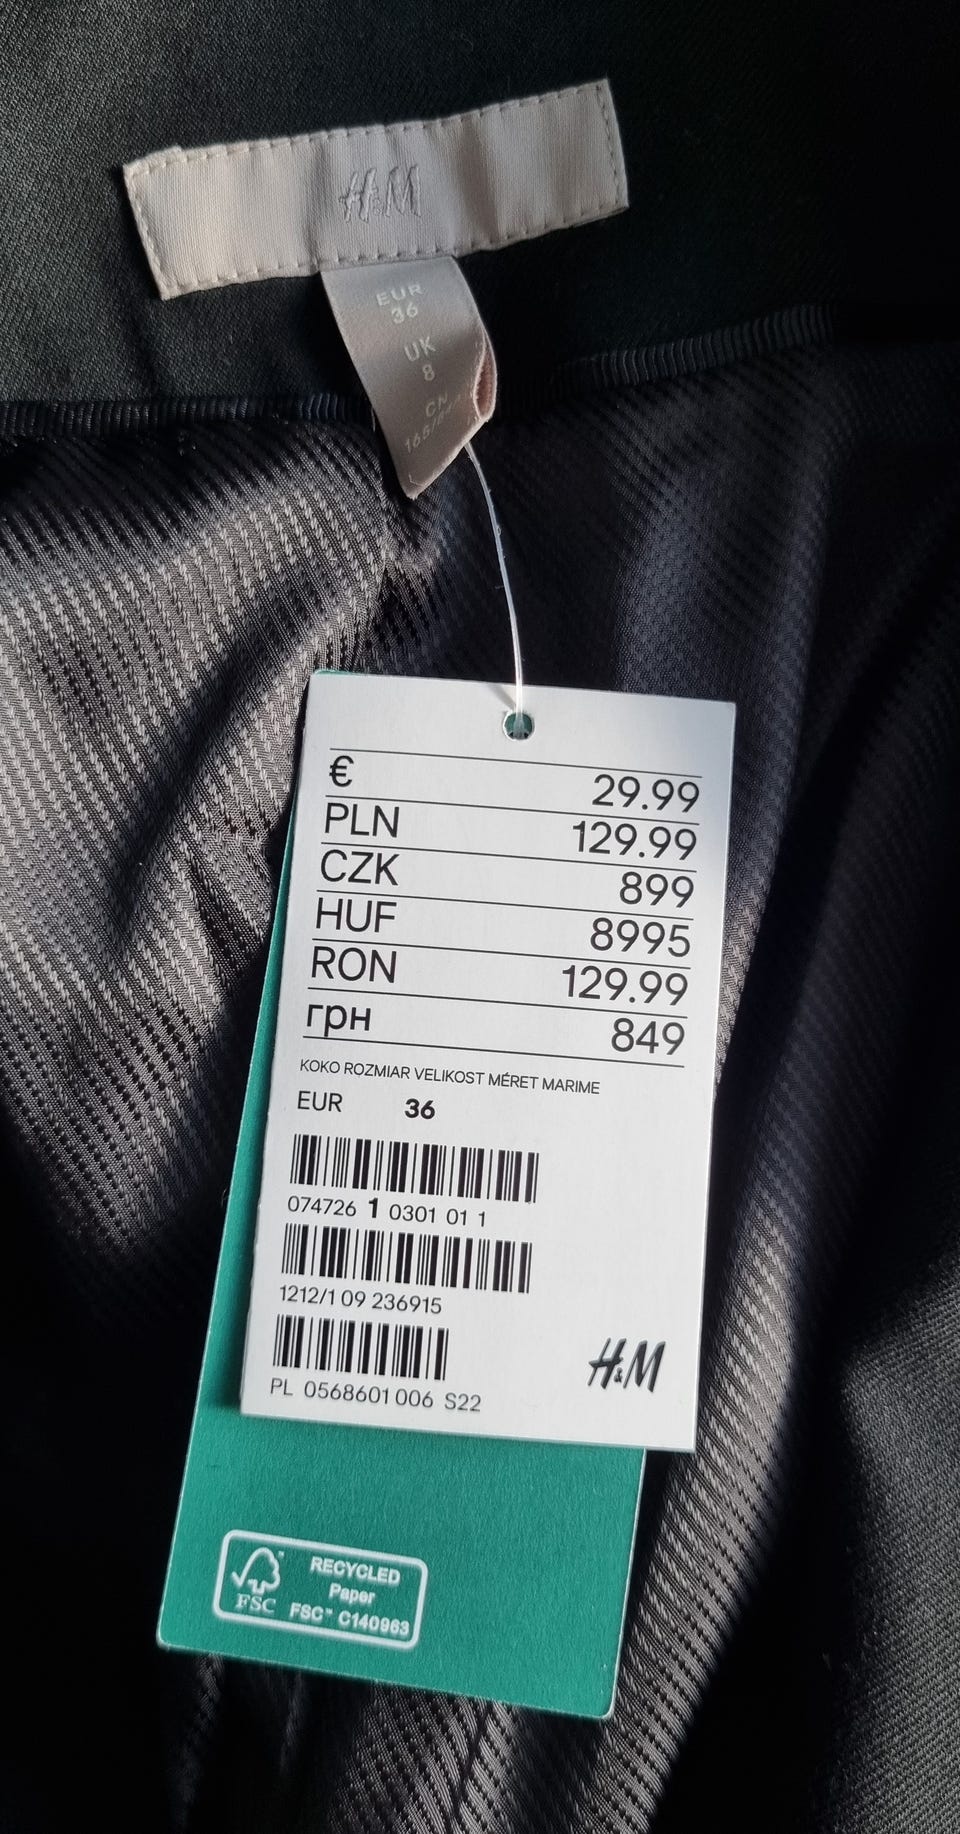 H&M
EUR
36
UK
8
CN
€ 29.99
PLN 129.99
CZK 899
HUF 8995
RON 129.99
грн 849
KOKO ROZMIAR VELIKOST MÉRET MARIME
EUR 36
074726 1 0301 01 1
1212/1 09 236915
PL 0568601 006 S22
H&M
FSC
RECYCLED
Paper
FSC™ C140963